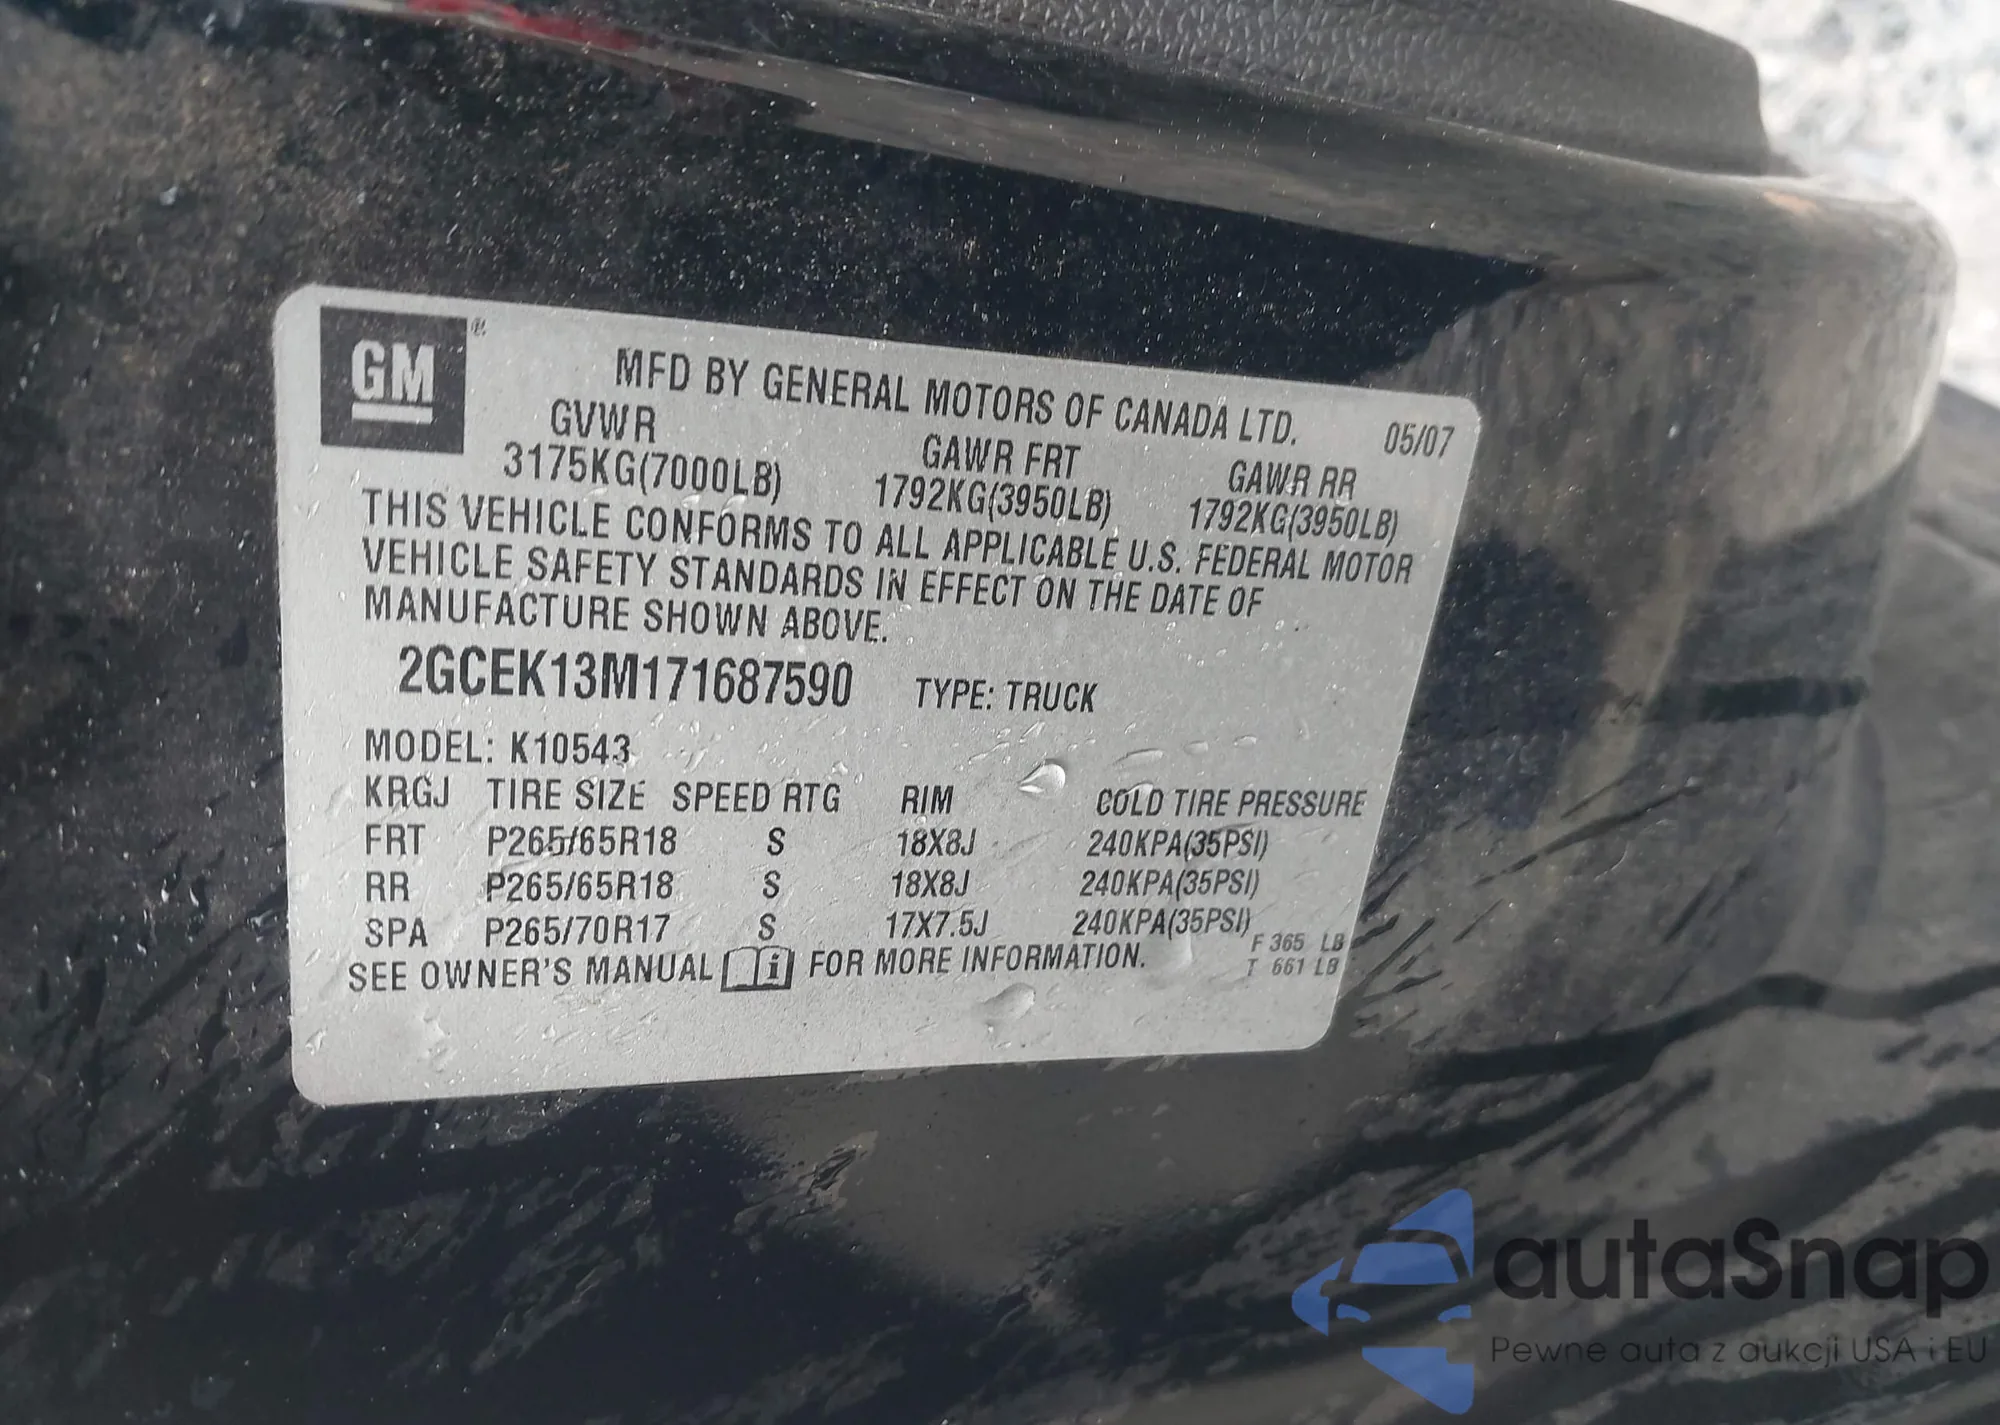 GM®
MFD BY GENERAL MOTORS OF CANADA LTD. 05/07
GVWR GAWR FRT GAWR RR
3175KG(7000LB) 1792KG(3950LB) 1792KG(3950LB)
THIS VEHICLE CONFORMS TO ALL APPLICABLE U.S. FEDERAL MOTOR
VEHICLE SAFETY STANDARDS IN EFFECT ON THE DATE OF
MANUFACTURE SHOWN ABOVE.
2GCEK13M171687590 TYPE: TRUCK
MODEL: K10543
KRGJ TIRE SIZE SPEED RTG RIM COLD TIRE PRESSURE
FRT P265/65R18 S 18X8J 240KPA(35PSI)
RR P265/65R18 S 18X8J 240KPA(35PSI)
SPA P265/70R17 S 17X7.5J 240KPA(35PSI)
SEE OWNER'S MANUAL i FOR MORE INFORMATION.
F 365 LB
T 661 LB
autaSnap
Pewne auta z aukcji USA i EU